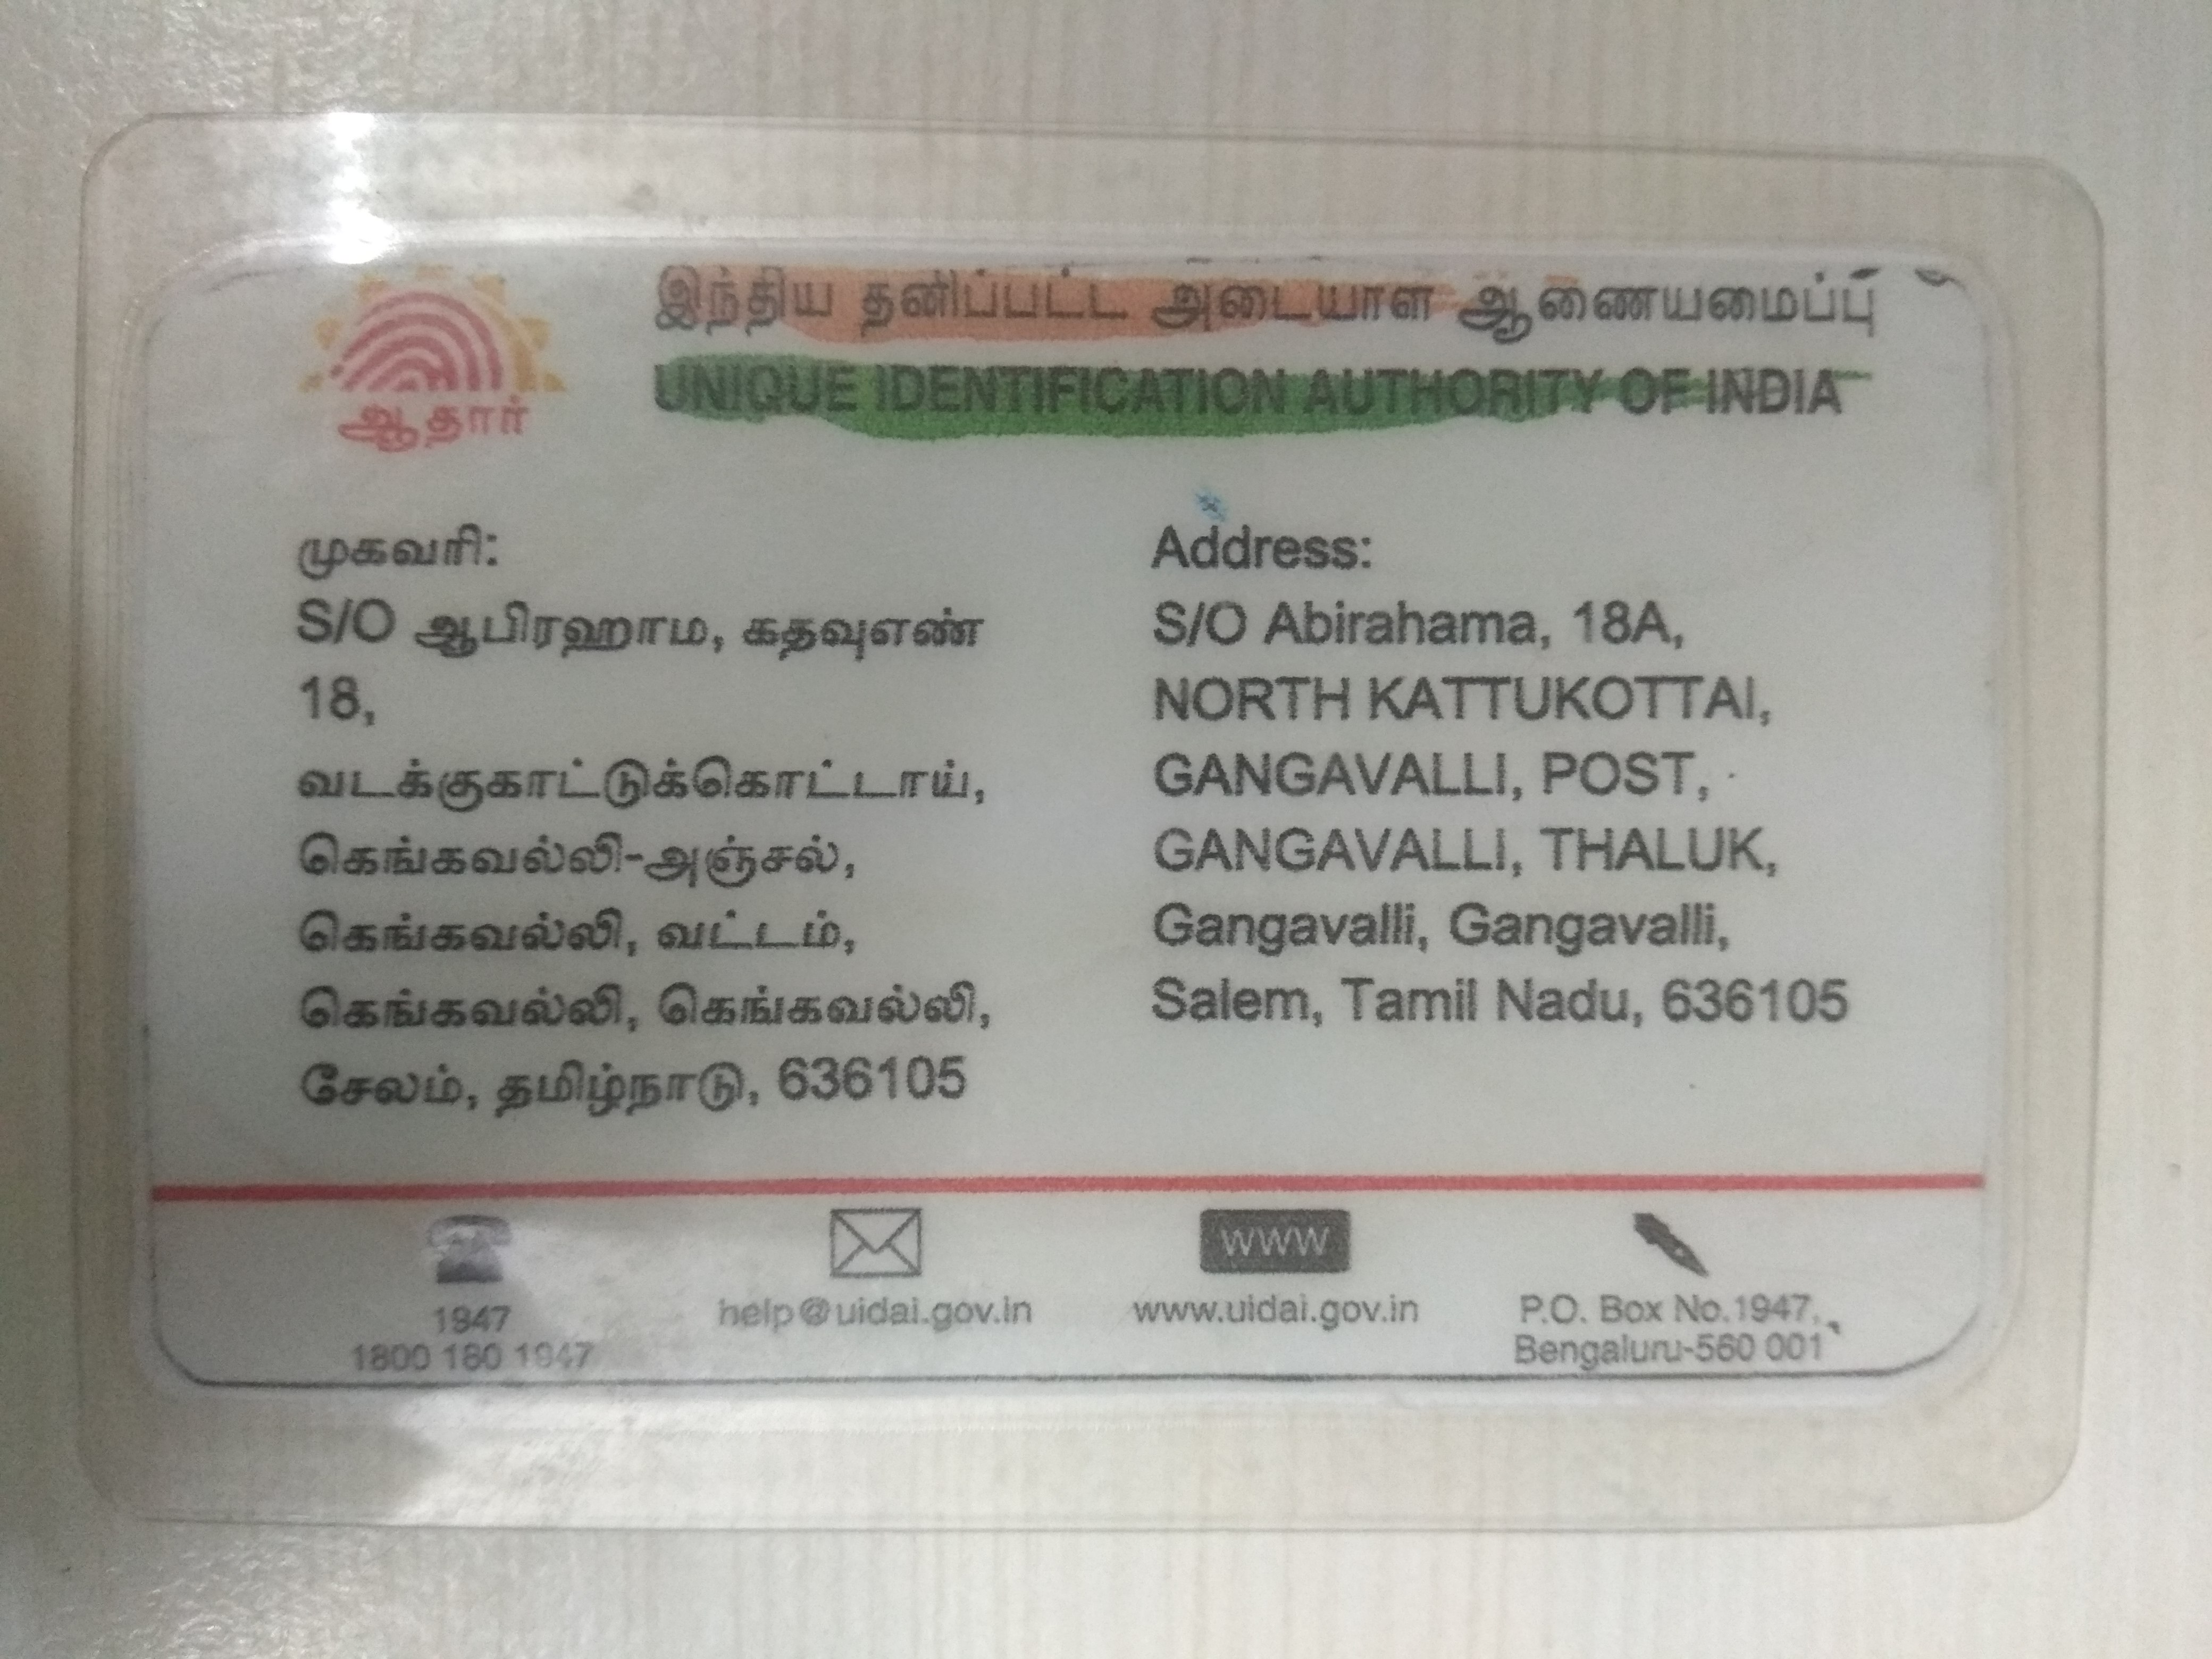 இந்திய தனிப்பட்ட அடையாள ஆணையமைப்பு
UNIQUE IDENTIFICATION AUTHORITY OF INDIA
ஆதார்
முகவரி:
S/O ஆபிரஹாம, கதவுஎண்
18,
வடக்குகாட்டுக்கொட்டாய்,
கெங்கவல்லி-அஞ்சல்,
கெங்கவல்லி, வட்டம்,
கெங்கவல்லி, கெங்கவல்லி,
சேலம், தமிழ்நாடு, 636105
Address:
S/O Abirahama, 18A,
NORTH KATTUKOTTAI,
GANGAVALLI, POST,
GANGAVALLI, THALUK,
Gangavalli, Gangavalli,
Salem, Tamil Nadu, 636105
1947
1800 180 1947
help@uidai.gov.in
WWW
www.uidai.gov.in
P.O. Box No.1947,
Bengaluru-560 001